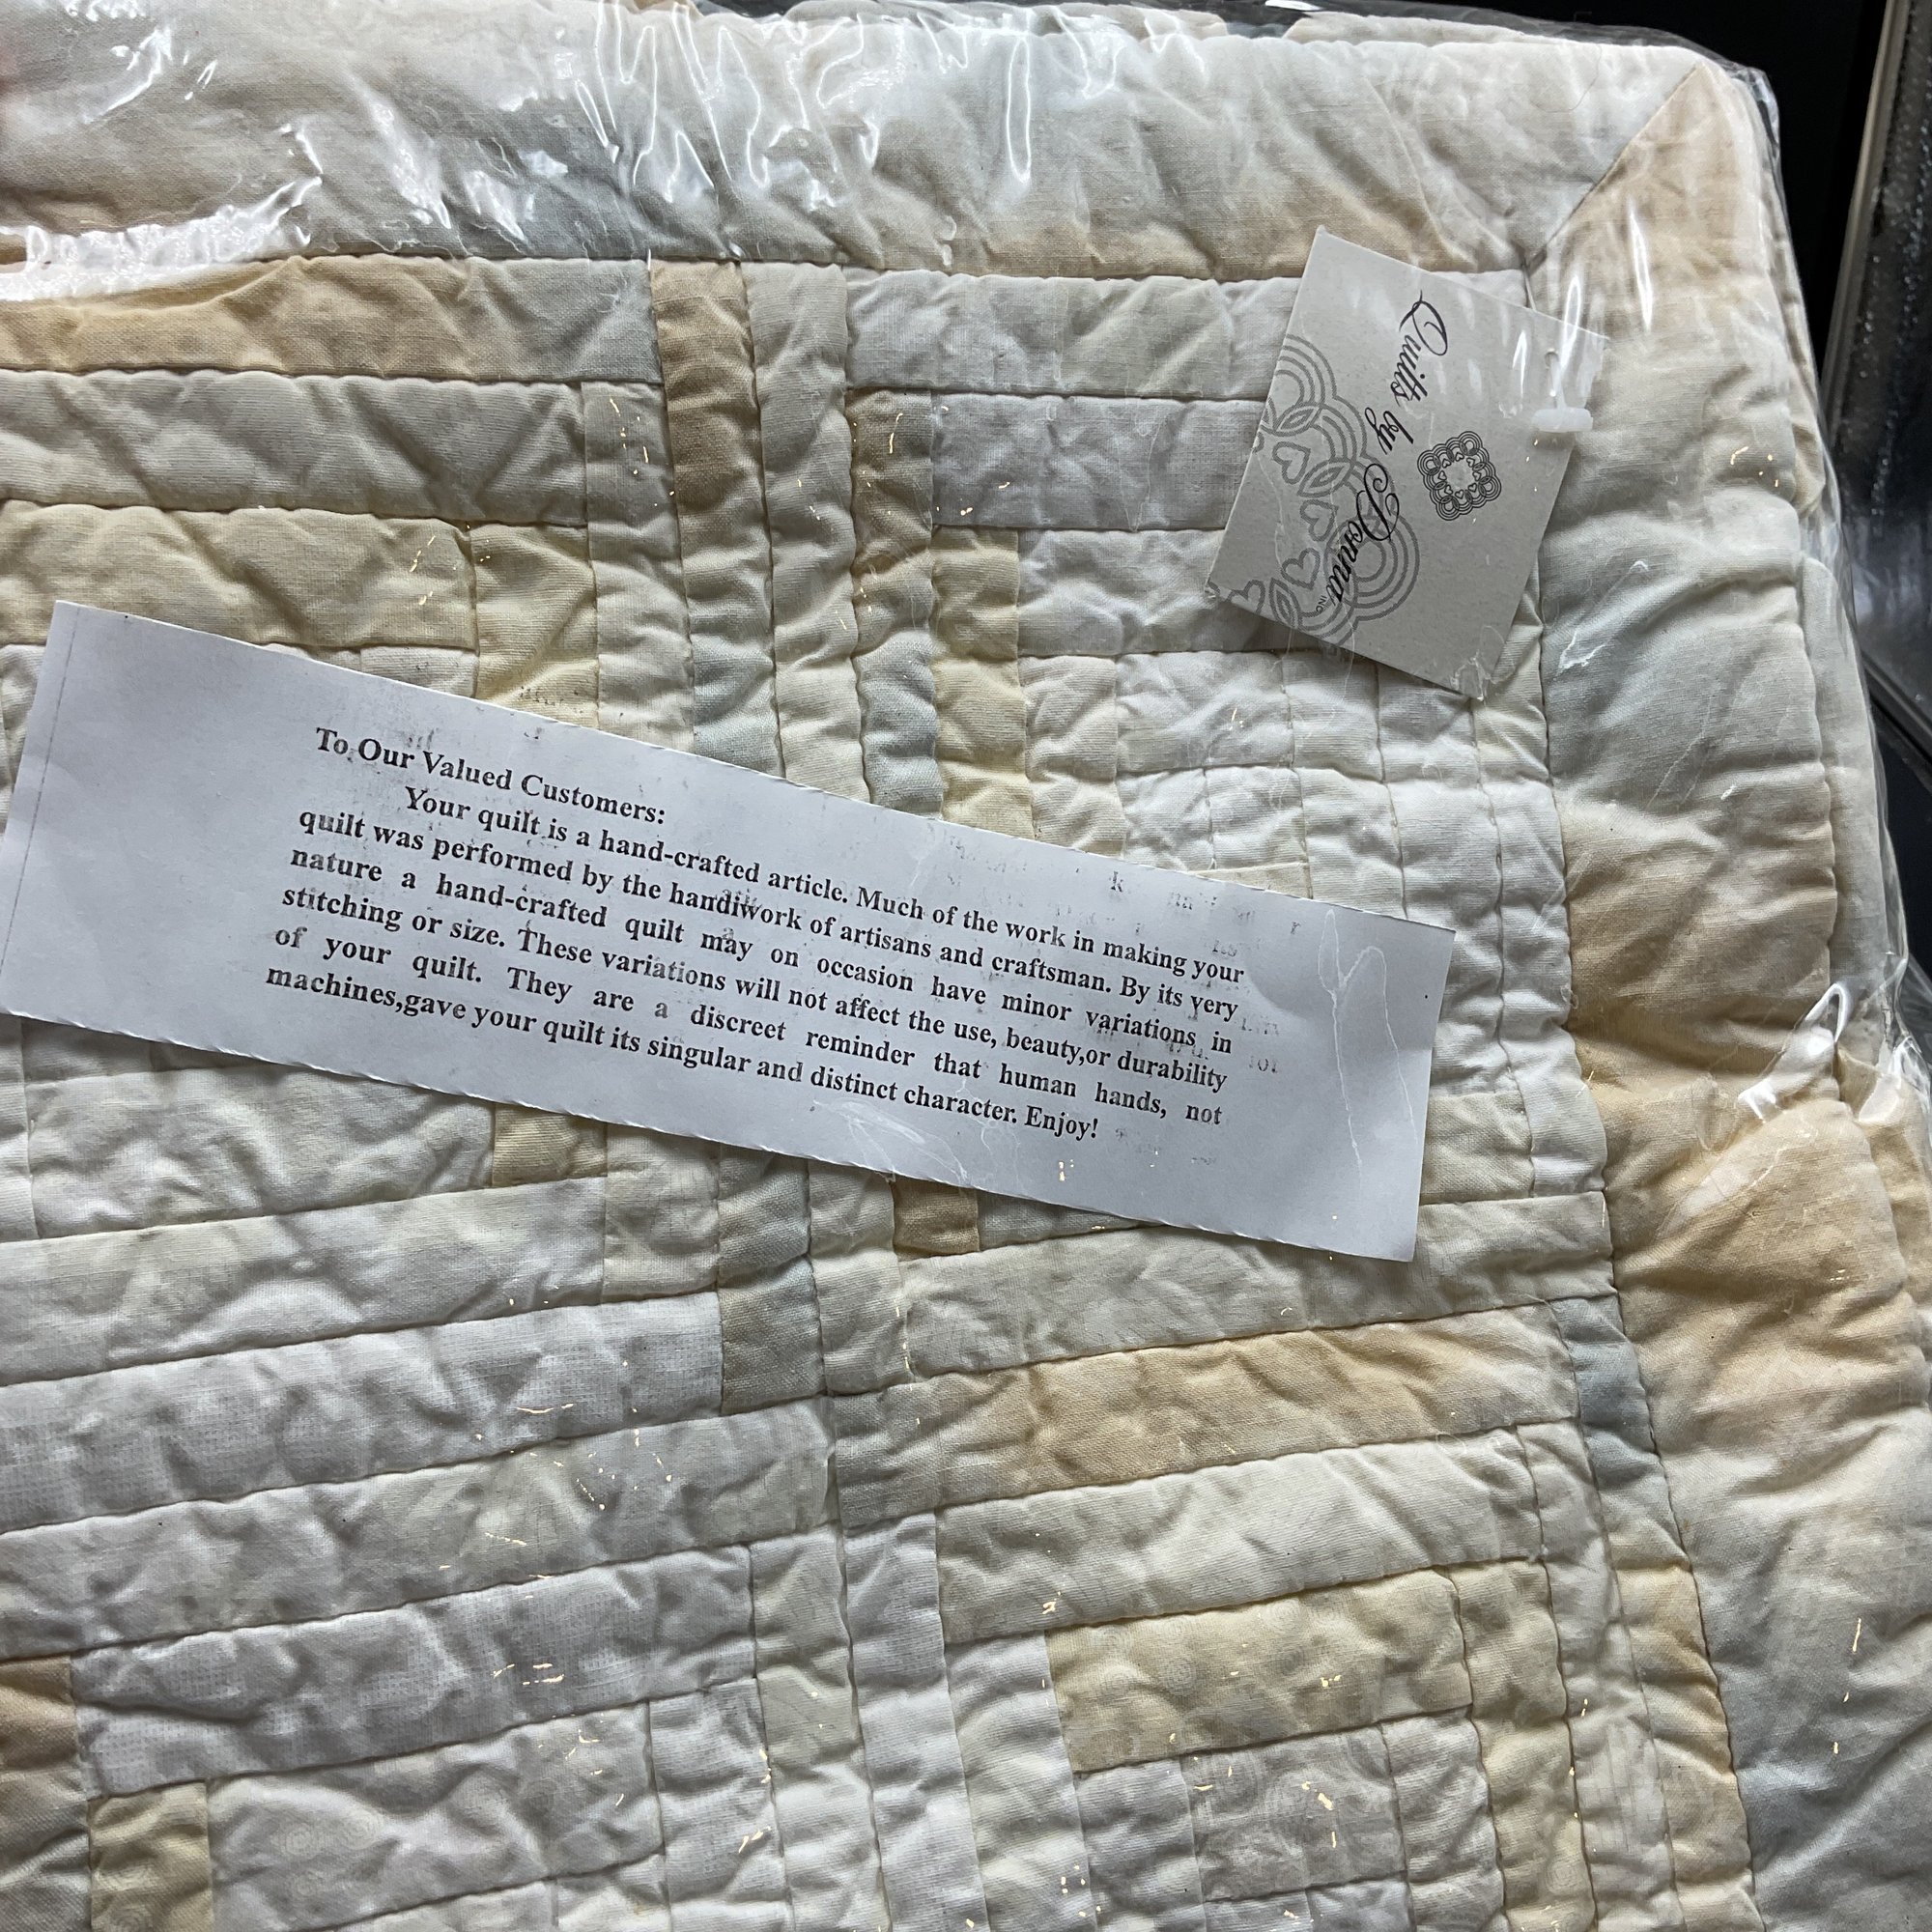 Quilts by Donna INC
To Our Valued Customers:
Your quilt is a hand-crafted article. Much of the work in making your
quilt was performed by the handiwork of artisans and craftsman. By its very
nature a hand-crafted quilt may on occasion have minor variations in
stitching or size. These variations will not affect the use, beauty,or durability
of your quilt. They are a discreet reminder that human hands, not
machines,gave your quilt its singular and distinct character. Enjoy!